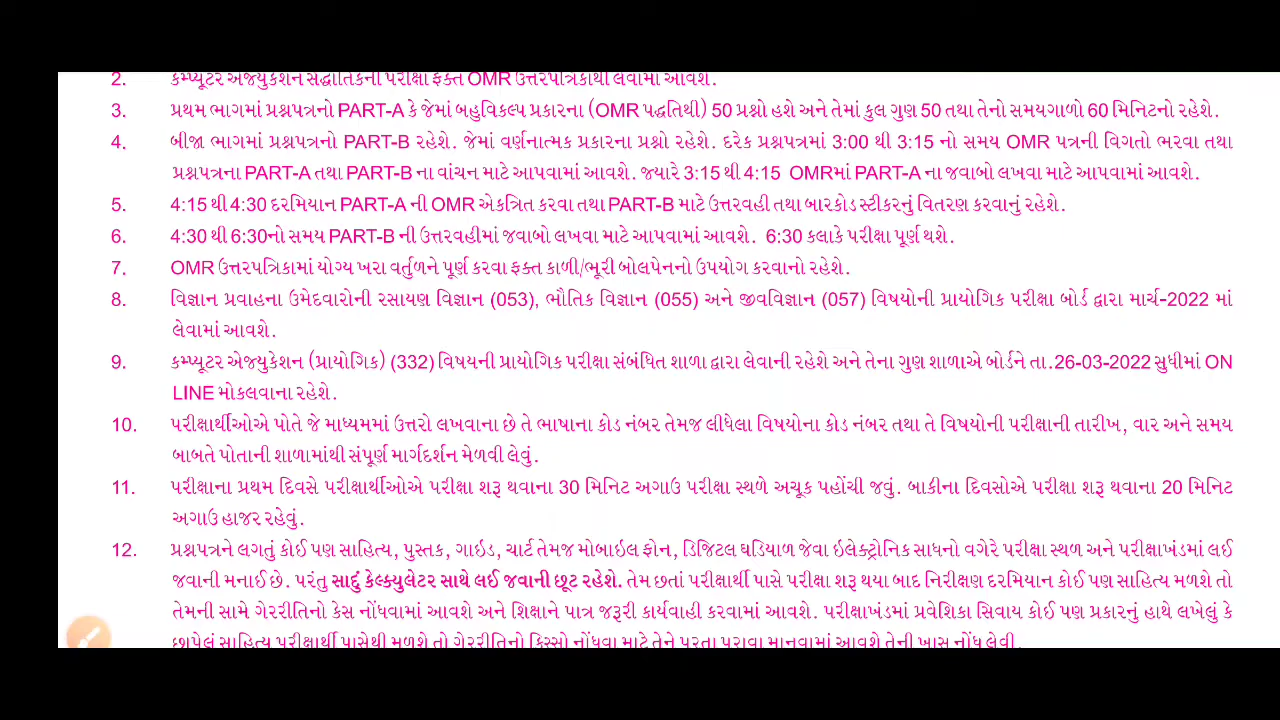 2. કમ્પ્યૂટર એજ્યુકેશન સૈદ્ધાંતિકની પરીક્ષા ફક્ત OMR ઉત્તરપત્રિકાથી લેવામાં આવશે.
3. પ્રથમ ભાગમાં પ્રશ્નપત્રનો PART-A કે જેમાં બહુવિકલ્પ પ્રકારના (OMR પદ્ધતિથી) 50 પ્રશ્નો હશે અને તેમાં કુલ ગુણ 50 તથા તેનો સમયગાળો 60 મિનિટનો રહેશે.
4. બીજા ભાગમાં પ્રશ્નપત્રનો PART-B રહેશે. જેમાં વર્ણનાત્મક પ્રકારના પ્રશ્નો રહેશે. દરેક પ્રશ્નપત્રમાં 3:00 થી 3:15 નો સમય OMR પત્રની વિગતો ભરવા તથા
પ્રશ્નપત્રના PART-A તથા PART-B ના વાંચન માટે આપવામાં આવશે. જ્યારે 3:15 થી 4:15 OMRમાં PART-A ના જવાબો લખવા માટે આપવામાં આવશે.
5. 4:15 થી 4:30 દરમિયાન PART-A ની OMR એકત્રિત કરવા તથા PART-B માટે ઉત્તરવહી તથા બારકોડ સ્ટીકરનું વિતરણ કરવાનું રહેશે.
6. 4:30 થી 6:30નો સમય PART-B ની ઉત્તરવહીમાં જવાબો લખવા માટે આપવામાં આવશે. 6:30 કલાકે પરીક્ષા પૂર્ણ થશે.
7. OMR ઉત્તરપત્રિકામાં યોગ્ય ખરા વર્તુળને પૂર્ણ કરવા ફક્ત કાળી/ભૂરી બોલપેનનો ઉપયોગ કરવાનો રહેશે.
8. વિજ્ઞાન પ્રવાહના ઉમેદવારોની રસાયણ વિજ્ઞાન (053), ભૌતિક વિજ્ઞાન (055) અને જીવવિજ્ઞાન (057) વિષયોની પ્રાયોગિક પરીક્ષા બોર્ડ દ્વારા માર્ચ-2022 માં
લેવામાં આવશે.
9. કમ્પ્યૂટર એજ્યુકેશન (પ્રાયોગિક) (332) વિષયની પ્રાયોગિક પરીક્ષા સંબંધિત શાળા દ્વારા લેવાની રહેશે અને તેના ગુણ શાળાએ બોર્ડને તા.26-03-2022 સુધીમાં ON
LINE મોકલવાના રહેશે.
10. પરીક્ષાર્થીઓએ પોતે જે માધ્યમમાં ઉત્તરો લખવાના છે તે ભાષાના કોડ નંબર તેમજ લીધેલા વિષયોના કોડ નંબર તથા તે વિષયોની પરીક્ષાની તારીખ, વાર અને સમય
બાબતે પોતાની શાળામાંથી સંપૂર્ણ માર્ગદર્શન મેળવી લેવું.
11. પરીક્ષાના પ્રથમ દિવસે પરીક્ષાર્થીઓએ પરીક્ષા શરૂ થવાના 30 મિનિટ અગાઉ પરીક્ષા સ્થળે અચૂક પહોંચી જવું. બાકીના દિવસોએ પરીક્ષા શરૂ થવાના 20 મિનિટ
અગાઉ હાજર રહેવું.
12. પ્રશ્નપત્રને લગતું કોઈ પણ સાહિત્ય, પુસ્તક, ગાઇડ, ચાર્ટ તેમજ મોબાઇલ ફોન, ડિજિટલ ઘડિયાળ જેવા ઇલેક્ટ્રોનિક સાધનો વગેરે પરીક્ષા સ્થળ અને પરીક્ષાખંડમાં લઈ
જવાની મનાઈ છે. પરંતુ સાદું કેલ્ક્યુલેટર સાથે લઈ જવાની છૂટ રહેશે. તેમ છતાં પરીક્ષાર્થી પાસે પરીક્ષા શરૂ થયા બાદ નિરીક્ષણ દરમિયાન કોઈ પણ સાહિત્ય મળશે તો
તેમની સામે ગેરરીતિનો કેસ નોંધવામાં આવશે અને શિક્ષાને પાત્ર જરૂરી કાર્યવાહી કરવામાં આવશે. પરીક્ષાખંડમાં પ્રવેશિકા સિવાય કોઈ પણ પ્રકારનું હાથે લખેલું કે
છાપેલું સાહિત્ય પરીક્ષાર્થી પાસેથી મળશે તો ગેરરીતિનો કિસ્સો નોંધવા માટે તેને પૂરતા પુરાવા માનવામાં આવશે તેની ખાસ નોંધ લેવી.